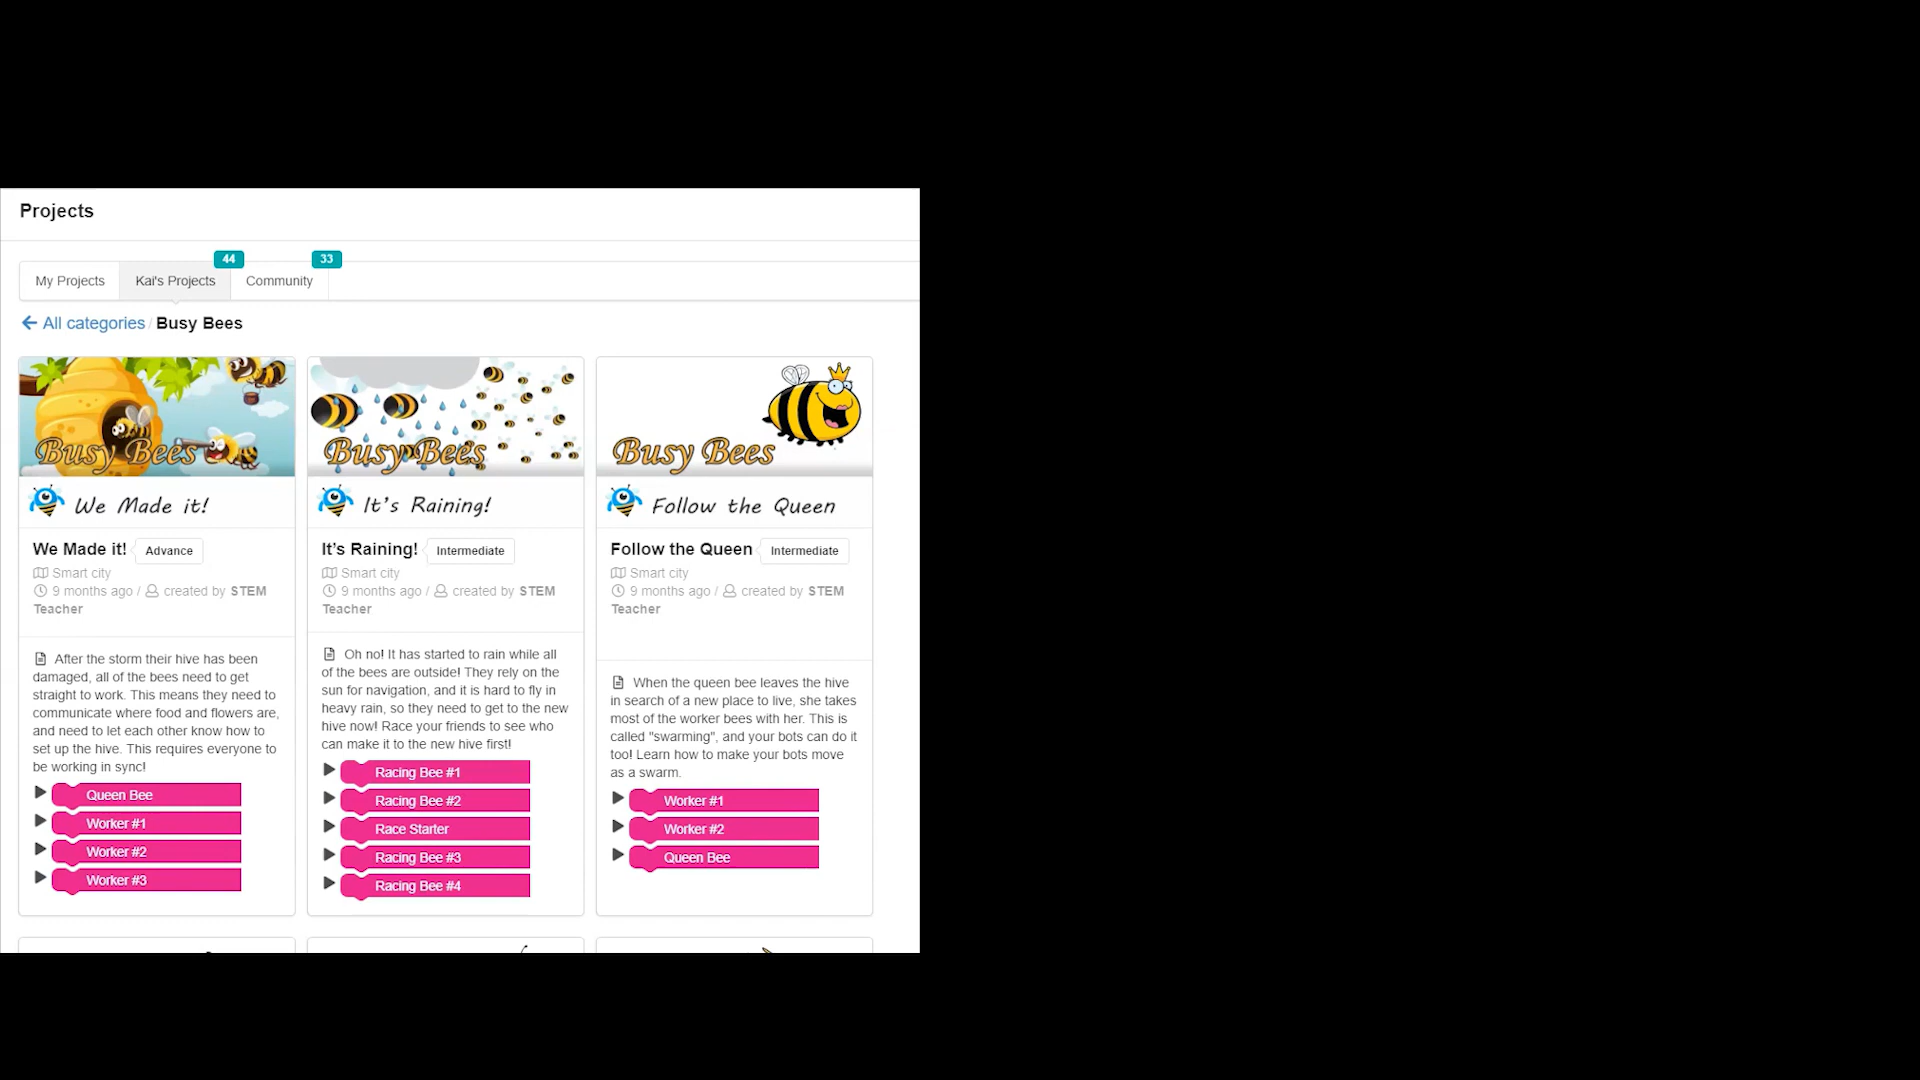 Projects
44
33
My Projects
Kai's Projects
Community
All categories / Busy Bees
Busy Bees
We Made it!
We Made it!
Advance
Smart city
9 months ago / created by STEM
Teacher
After the storm their hive has been
damaged, all of the bees need to get
straight to work. This means they need to
communicate where food and flowers are,
and need to let each other know how to
set up the hive. This requires everyone to
be working in sync!
Queen Bee
Worker #1
Worker #2
Worker #3
Busy Bees
It's Raining!
It’s Raining!
Intermediate
Smart city
9 months ago / created by STEM
Teacher
Oh no! It has started to rain while all
of the bees are outside! They rely on the
sun for navigation, and it is hard to fly in
heavy rain, so they need to get to the new
hive now! Race your friends to see who
can make it to the new hive first!
Racing Bee #1
Racing Bee #2
Race Starter
Racing Bee #3
Racing Bee #4
Busy Bees
Follow the Queen
Follow the Queen
Intermediate
Smart city
9 months ago / created by STEM
Teacher
When the queen bee leaves the hive
in search of a new place to live, she takes
most of the worker bees with her. This is
called "swarming", and your bots can do it
too! Learn how to make your bots move
as a swarm.
Worker #1
Worker #2
Queen Bee